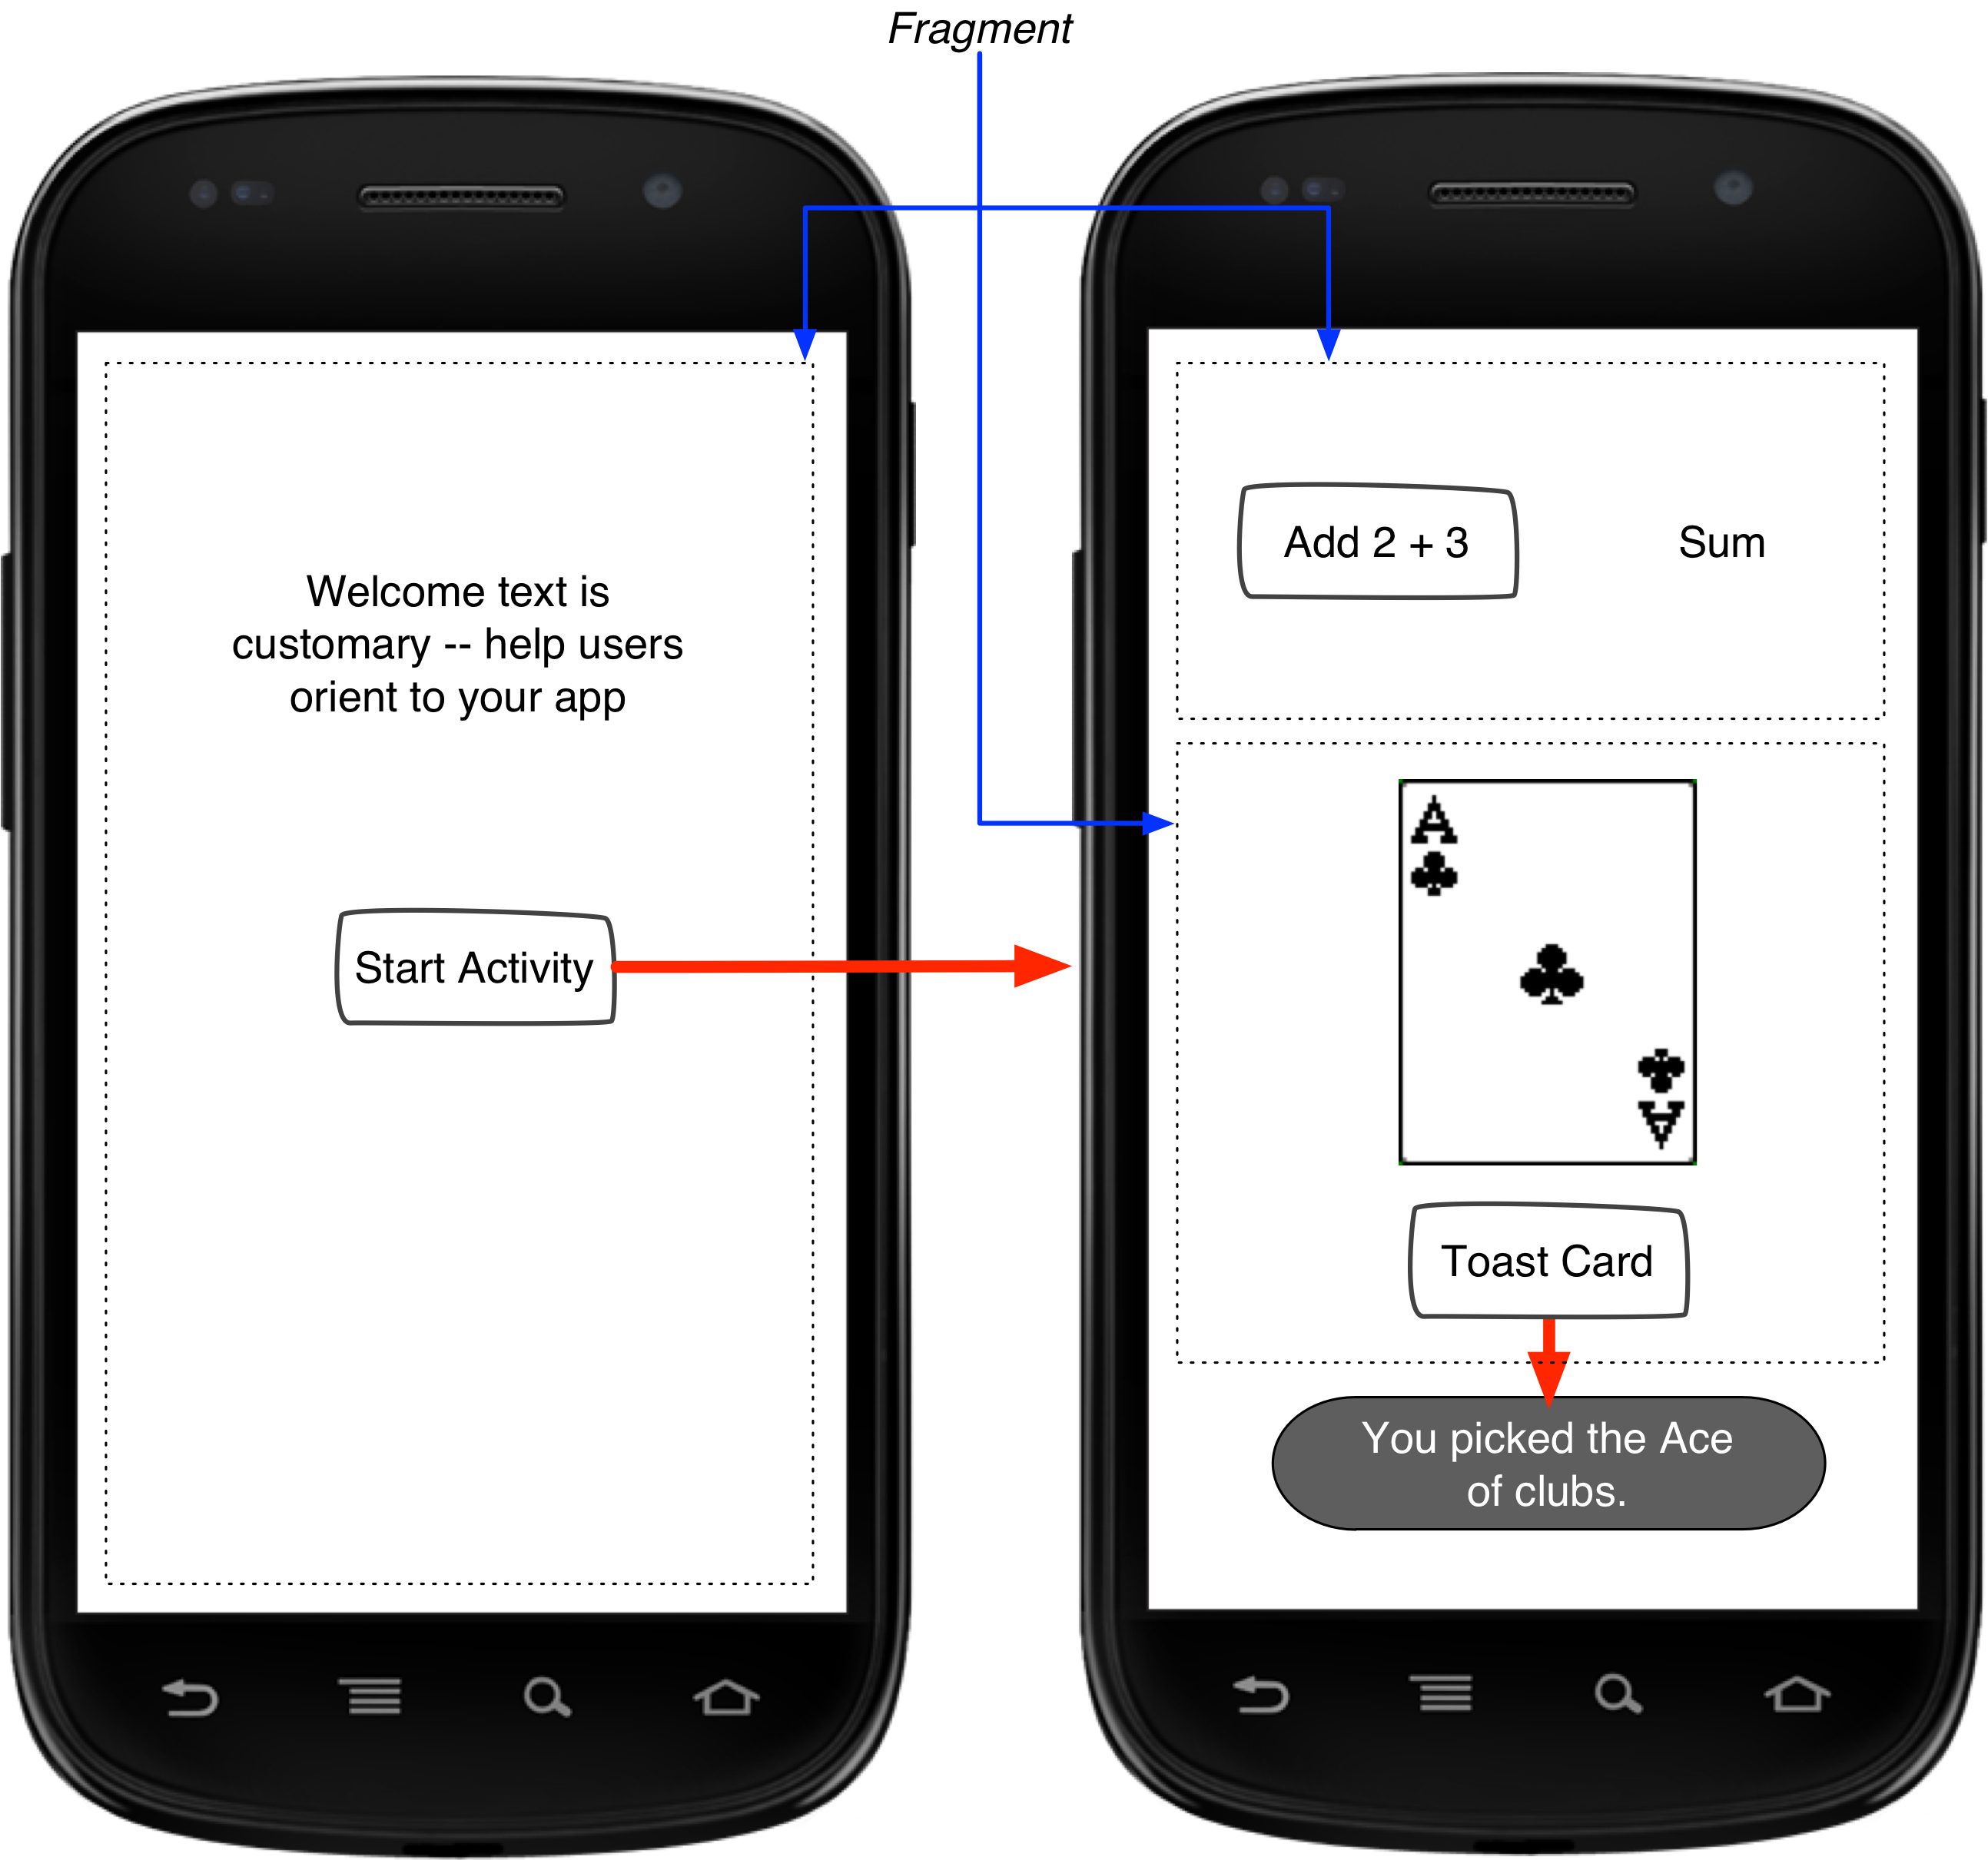 Fragment
Welcome text is
customary -- help users
orient to your app
Start Activity
Add 2 + 3
Sum
A
A
Toast Card
You picked the Ace
of clubs.